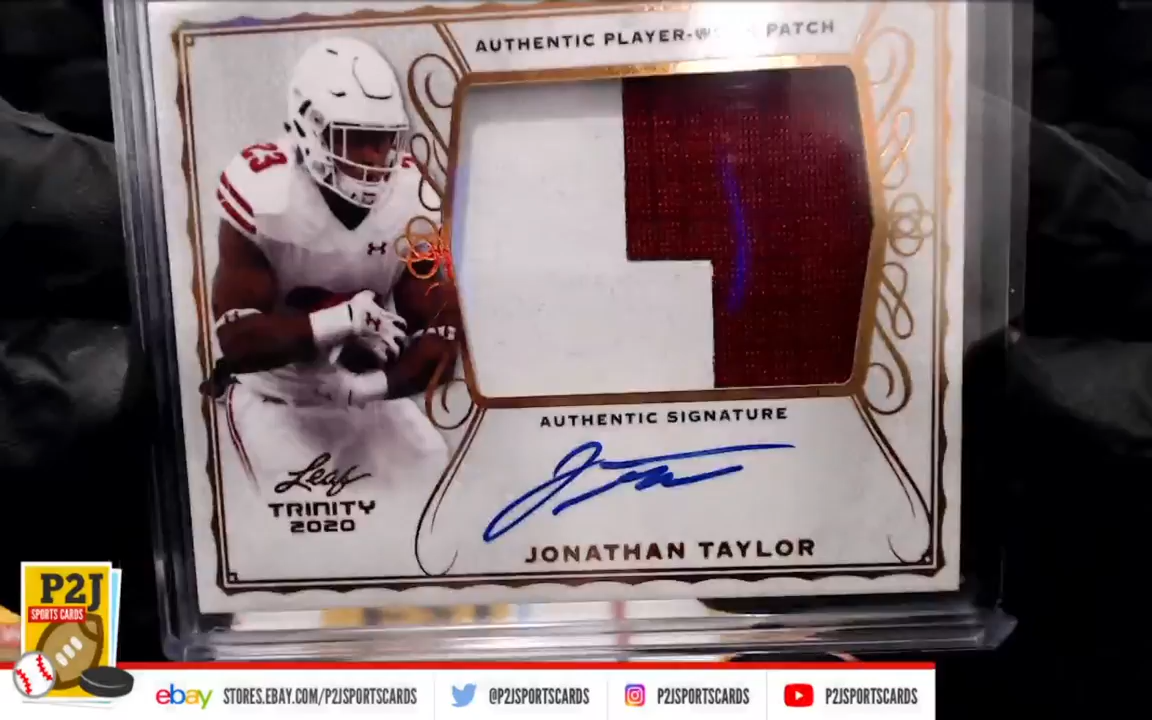 AUTHENTIC PLAYER-W PATCH
23
AUTHENTIC SIGNATURE
Leaf
TRINITY
2020
JONATHAN TAYLOR
P2J
SPORTS CARDS
ebay STORES.EBAY.COM/P2JSPORTSCARDS @P2JSPORTSCARDS P2JSPORTSCARDS P2JSPORTSCARDS